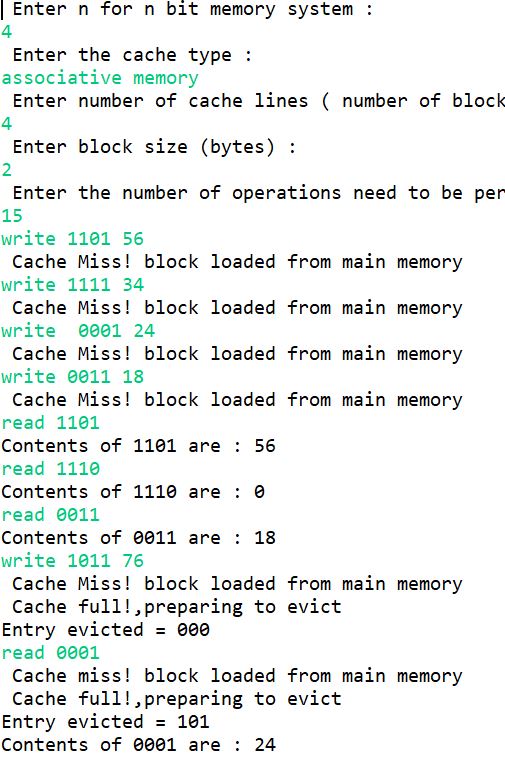 Enter n for n bit memory system :
4
Enter the cache type :
associative memory
Enter number of cache lines ( number of block
4
Enter block size (bytes) :
2
Enter the number of operations need to be per
15
write 1101 56
Cache Miss! block loaded from main memory
write 1111 34
Cache Miss! block loaded from main memory
write  0001 24
Cache Miss! block loaded from main memory
write 0011 18
Cache Miss! block loaded from main memory
read 1101
Contents of 1101 are : 56
read 1110
Contents of 1110 are : 0
read 0011
Contents of 0011 are : 18
write 1011 76
Cache Miss! block loaded from main memory
Cache full!,preparing to evict
Entry evicted = 000
read 0001
Cache miss! block loaded from main memory
Cache full!,preparing to evict
Entry evicted = 101
Contents of 0001 are : 24